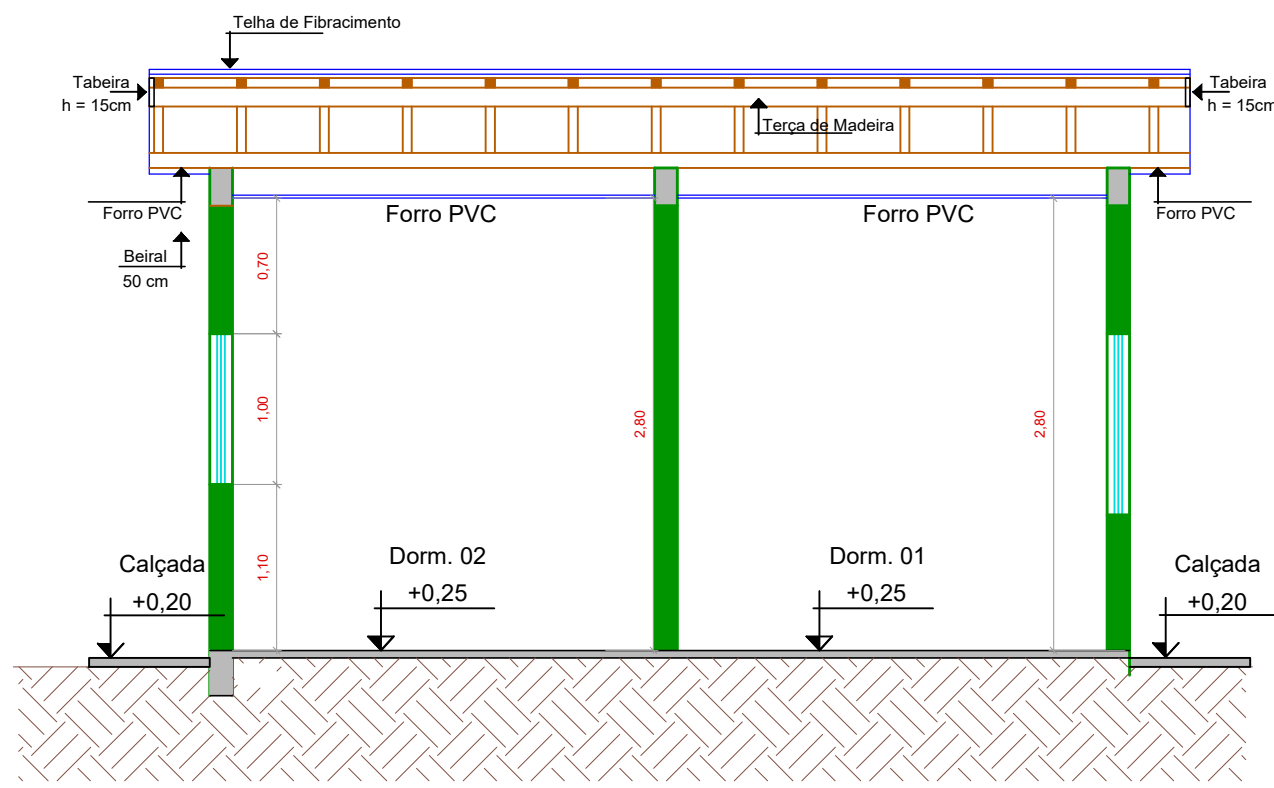 Telha de Fibracimento
Tabeira
h = 15cm
Tabeira
h = 15cm
Terça de Madeira
Forro PVC
Forro PVC
Forro PVC
Forro PVC
Beiral
50 cm
0,70
1,00
2,80
2,80
1,10
Calçada
+0,20
Dorm. 02
+0,25
Dorm. 01
+0,25
Calçada
+0,20